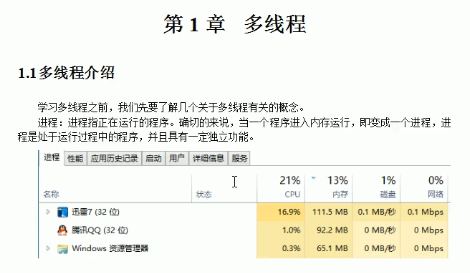 第 1 章 多线程
1.1多线程介绍
学习多线程之前，我们先要了解几个关于多线程有关的概念。
进程：进程指正在运行的程序。确切的来说，当一个程序进入内存运行，即变成一个进程，进
程是处于运行过程中的程序，并且具有一定独立功能。
进程 性能 应用历史记录 启动 用户 详细信息 服务
21% 13% 1% 0%
名称 状态 CPU 内存 磁盘 网络
迅雷7 (32 位) 16.9% 111.5 MB 0.1 MB/秒 0.1 Mbps
腾讯QQ (32 位) 1.0% 92.2 MB 0 MB/秒 0 Mbps
Windows 资源管理器 0.3% 65.1 MB 0 MB/秒 0 Mbps